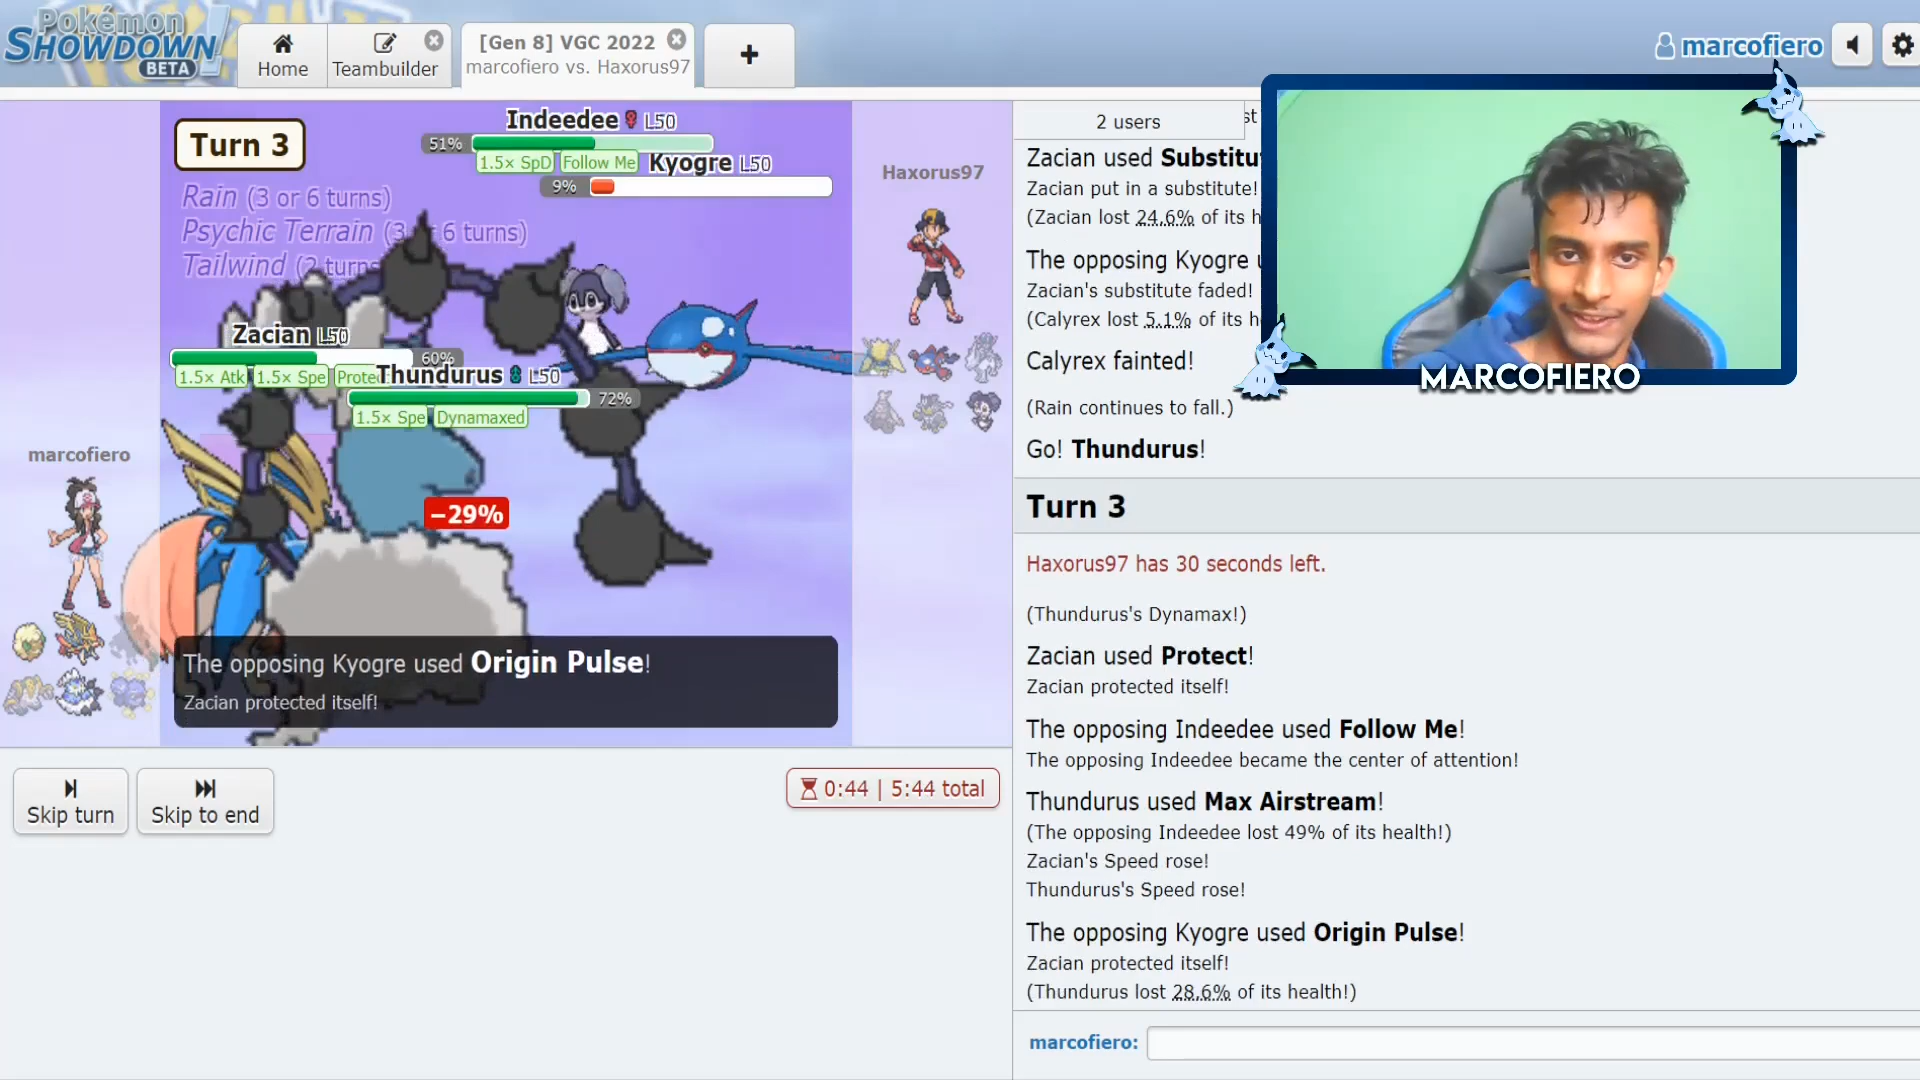 Pokémon
SHOWDOWN!
BETA
Home
Teambuilder
[Gen 8] VGC 2022
marcofiero vs. Haxorus97
+
marcofiero
Turn 3
Rain (3 or 6 turns)
Psychic Terrain (3 or 6 turns)
Tailwind (2 turns
Indeedee L50
51%
1.5× SpD Follow Me
Kyogre L50
9%
Haxorus97
Zacian L50
60%
1.5× Atk 1.5× Spe Protec
Thundurus L50
72%
1.5× Spe Dynamaxed
marcofiero
−29%
The opposing Kyogre used Origin Pulse!
Zacian protected itself!
Skip turn
Skip to end
0:44 | 5:44 total
2 users
st
Zacian used Substitu
Zacian put in a substitute!
(Zacian lost 24.6% of its h
The opposing Kyogre u
Zacian's substitute faded!
(Calyrex lost 5.1% of its h
Calyrex fainted!
(Rain continues to fall.)
Go! Thundurus!
MARCOFIERO
Turn 3
Haxorus97 has 30 seconds left.
(Thundurus's Dynamax!)
Zacian used Protect!
Zacian protected itself!
The opposing Indeedee used Follow Me!
The opposing Indeedee became the center of attention!
Thundurus used Max Airstream!
(The opposing Indeedee lost 49% of its health!)
Zacian's Speed rose!
Thundurus's Speed rose!
The opposing Kyogre used Origin Pulse!
Zacian protected itself!
(Thundurus lost 28.6% of its health!)
marcofiero: